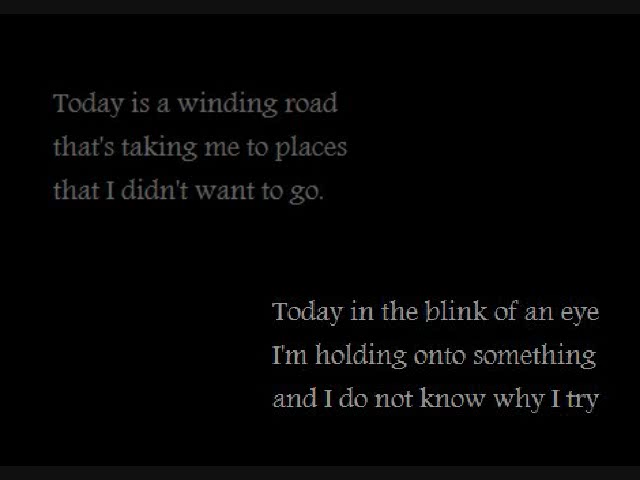 Today is a winding road
that's taking me to places
that I didn't want to go.
Today in the blink of an eye
I'm holding onto something
and I do not know why I try